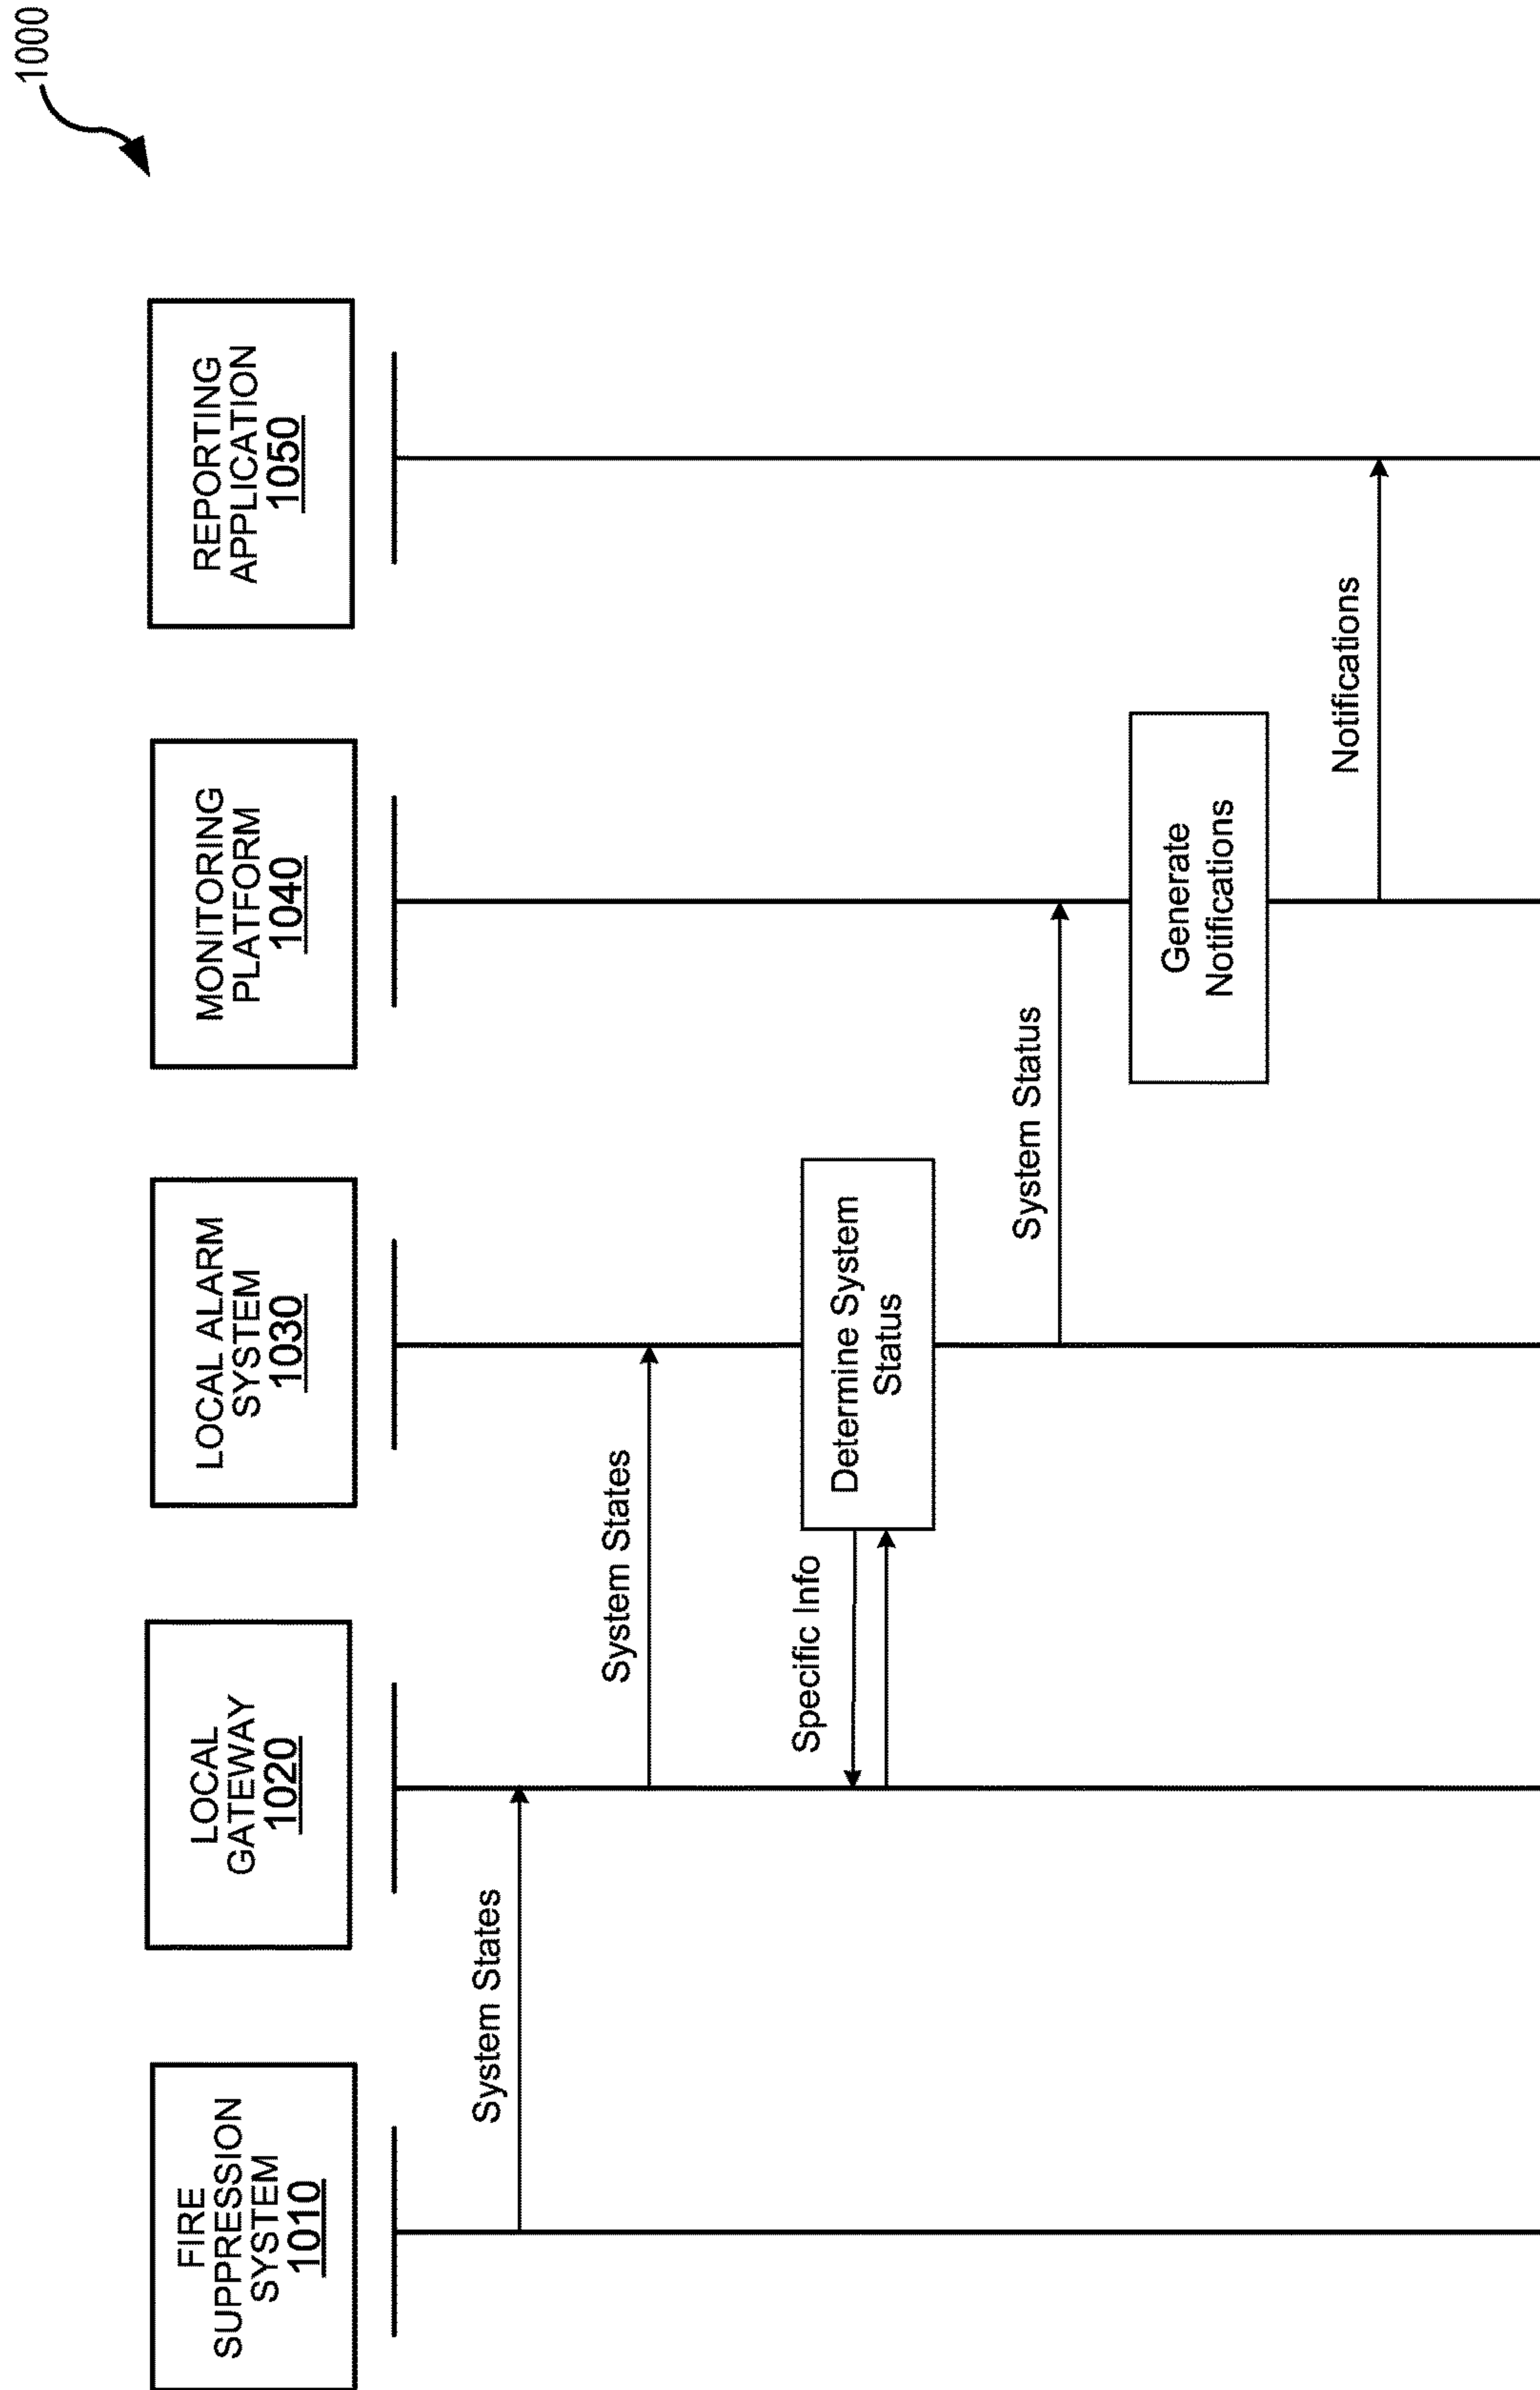 1000
FIRE
SUPPRESSION
SYSTEM
1010
LOCAL
GATEWAY
1020
LOCAL ALARM
SYSTEM
1030
MONITORING
PLATFORM
1040
REPORTING
APPLICATION
1050
System States
System States
Specific Info
Determine System
Status
System Status
Generate
Notifications
Notifications